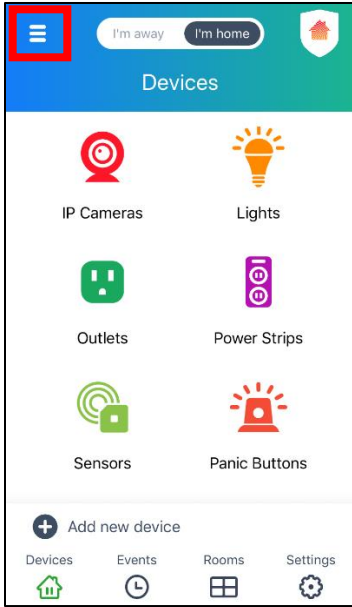 I'm away I'm home
Devices
IP Cameras Lights
Outlets Power Strips
Sensors Panic Buttons
Add new device
Devices Events Rooms Settings